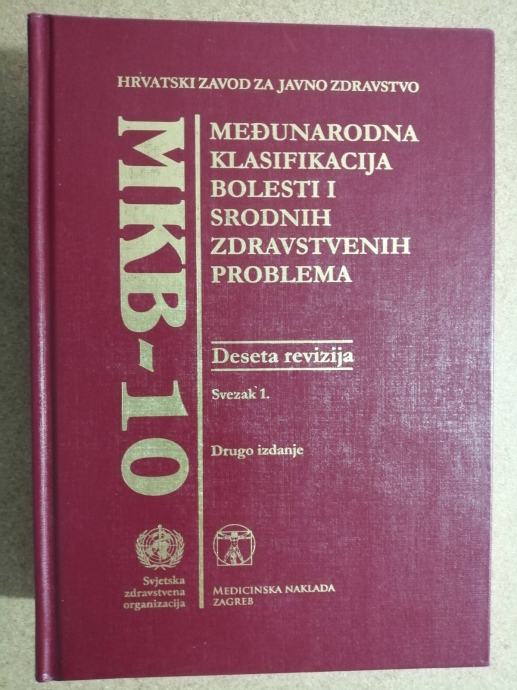 HRVATSKI ZAVOD ZA JAVNO ZDRAVSTVO
MKB-10
MEĐUNARODNA
KLASIFIKACIJA
BOLESTI I
SRODNIH
ZDRAVSTVENIH
PROBLEMA
Deseta revizija
Svezak 1.
Drugo izdanje
Svjetska
zdravstvena
organizacija
MEDICINSKA NAKLADA
ZAGREB